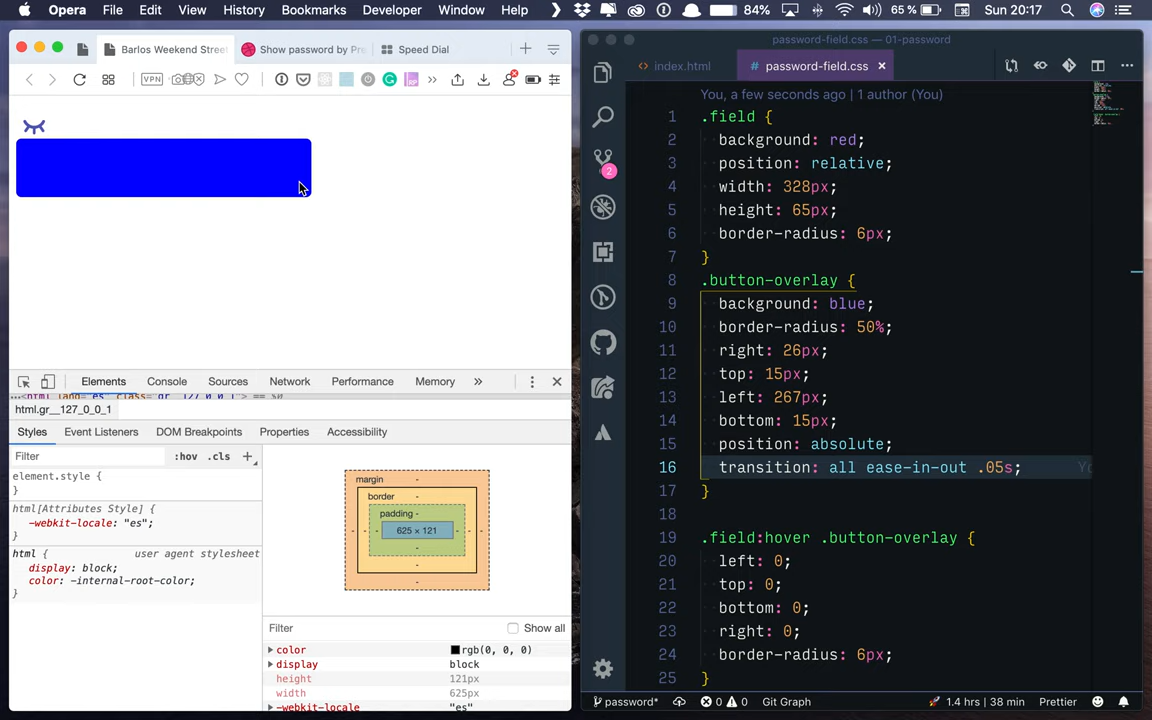 Opera File Edit View History Bookmarks Developer Window Help 84% 65 % Sun 20:17
Barlos Weekend Stree Show password by Pre Speed Dial
VPN
password-field.css — 01-password
index.html # password-field.css
You, a few seconds ago | 1 author (You)
1 .field {
2 background: red;
3 position: relative;
4 width: 328px;
5 height: 65px;
6 border-radius: 6px;
7 }
8 .button-overlay {
9 background: blue;
10 border-radius: 50%;
11 right: 26px;
12 top: 15px;
13 left: 267px;
14 bottom: 15px;
15 position: absolute;
16 transition: all ease-in-out .05s;
17 }
18
19 .field:hover .button-overlay {
20 left: 0;
21 top: 0;
22 bottom: 0;
23 right: 0;
24 border-radius: 6px;
25 }
2
Elements Console Sources Network Performance Memory »
html.gr__127_0_0_1
Styles Event Listeners DOM Breakpoints Properties Accessibility
Filter :hov .cls +
element.style {
}
html[Attributes Style] {
-webkit-locale: "es";
}
html { user agent stylesheet
display: block;
color: -internal-root-color;
}
margin -
border -
padding -
625 × 121
Filter Show all
color rgb(0, 0, 0)
display block
height 121px
width 625px
-webkit-locale "es"
password* 0 0 Git Graph 1.4 hrs | 38 min Prettier